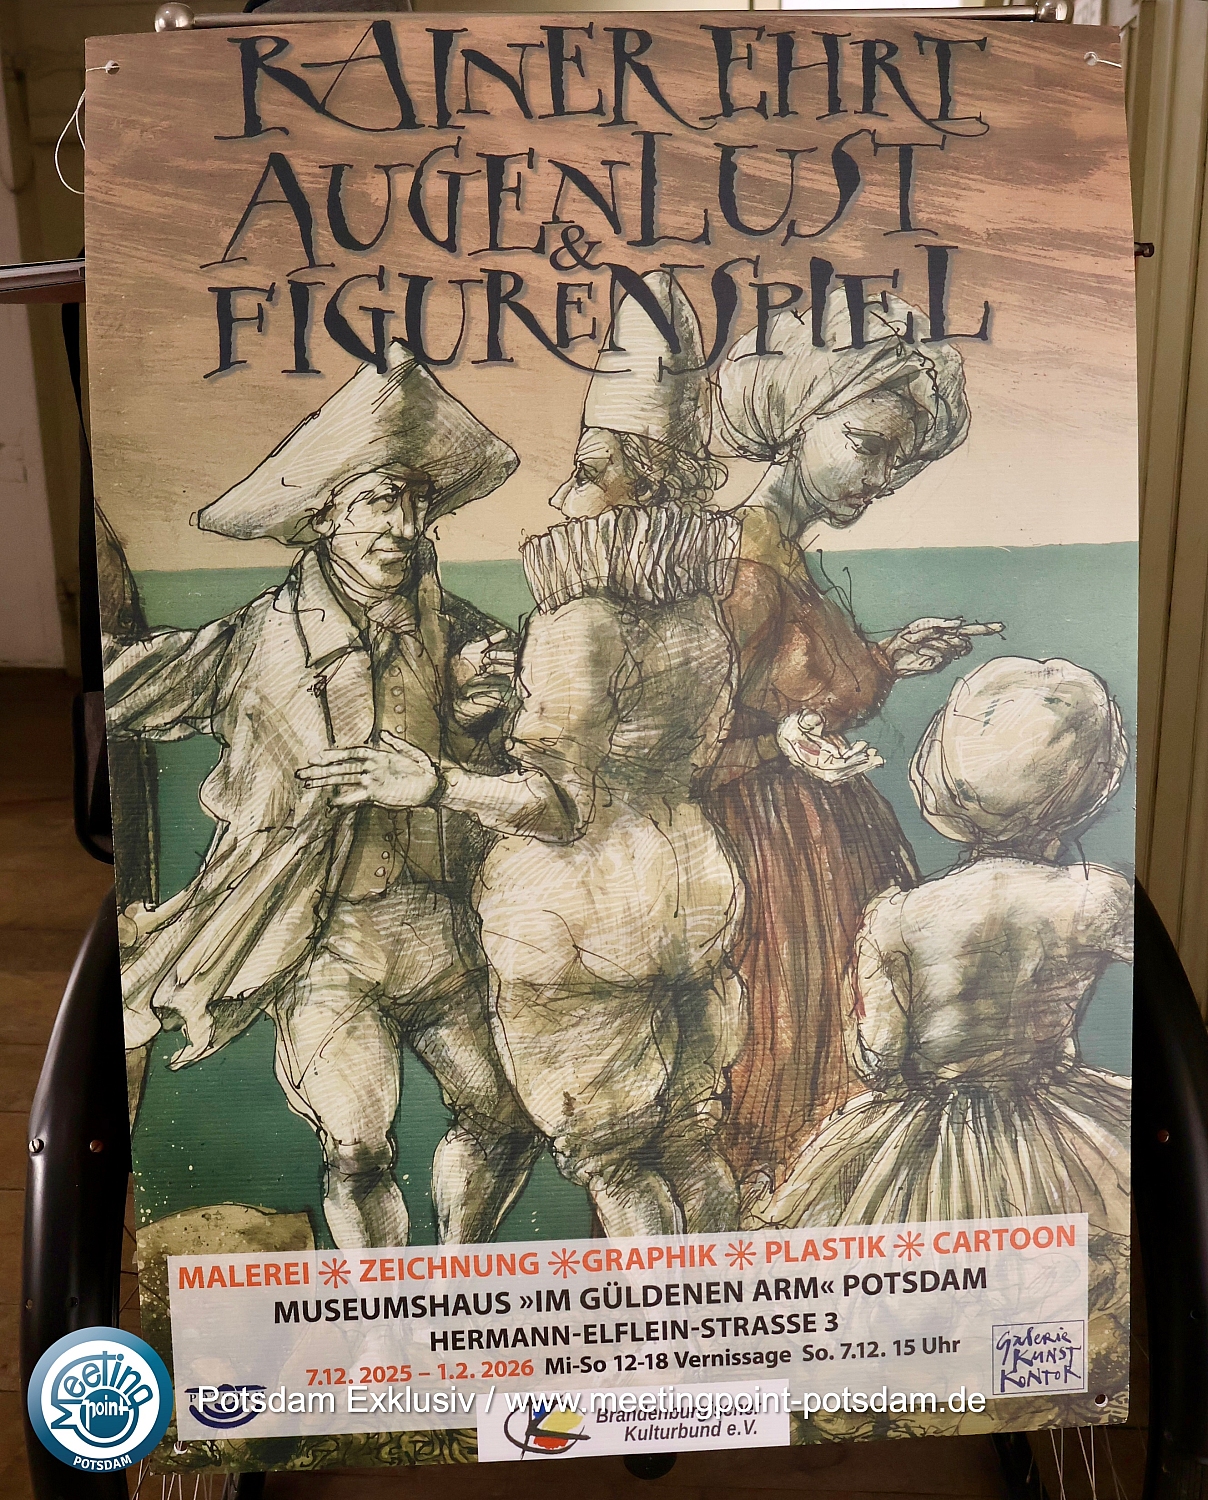 RAINER EHRT
AUGENLUST
&
FIGURENSPIEL
MALEREI ✳ ZEICHNUNG ✳ GRAPHIK ✳ PLASTIK ✳ CARTOON
MUSEUMSHAUS »IM GÜLDENEN ARM« POTSDAM
HERMANN-ELFLEIN-STRASSE 3
7.12. 2025 – 1.2. 2026 Mi-So 12-18 Vernissage So. 7.12. 15 Uhr
Galerie
KUNST
KONTOR
Potsdam Exklusiv / www.meetingpoint-potsdam.de
Brandenburgischer
Kulturbund e.V.
Meeting
Point
POTSDAM